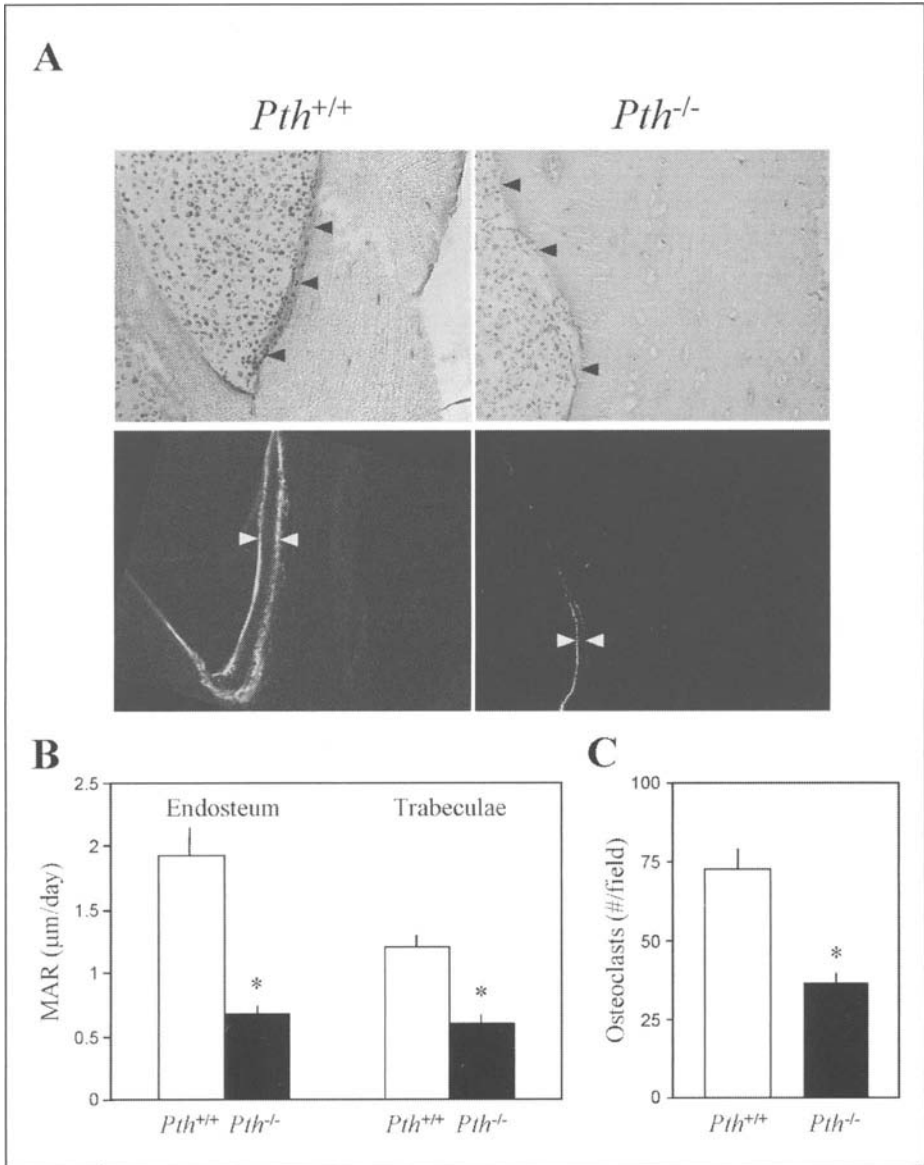 A
Pth+/+ Pth-/-
B
MAR (μm/day)
2.5
2
1.5
1
0.5
0
Endosteum Trabeculae
*
*
Pth+/+ Pth-/- Pth+/+ Pth-/-
C
Osteoclasts (#/field)
100
75
50
25
0
*
Pth+/+ Pth-/-